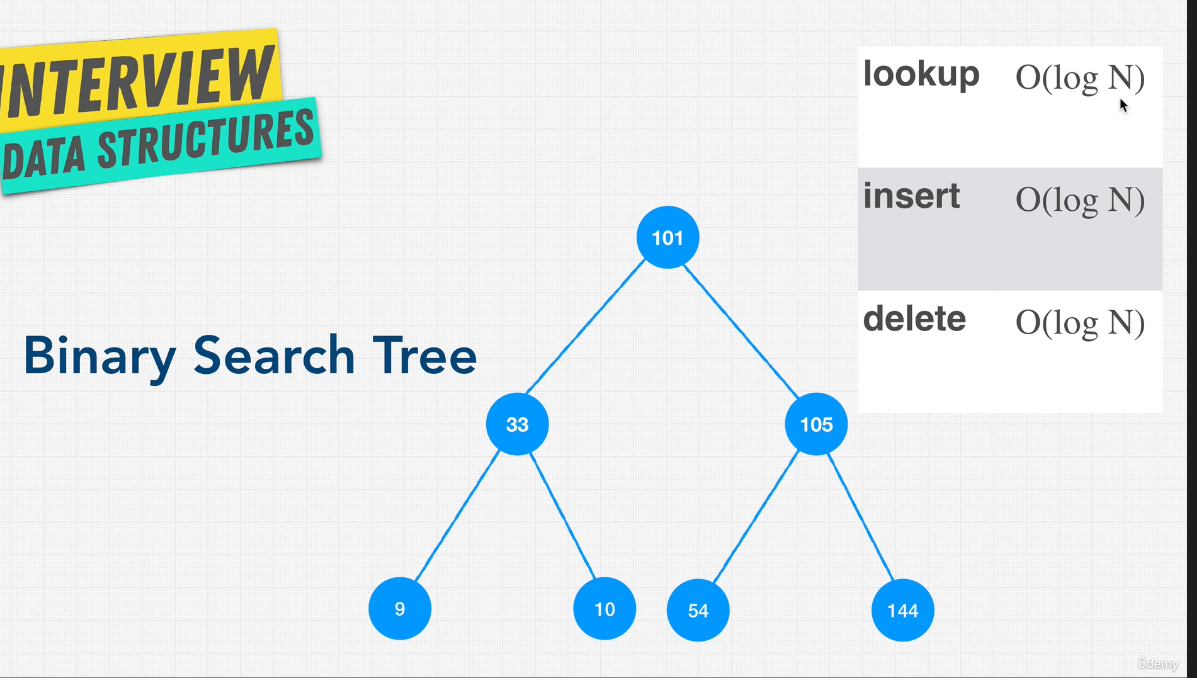 INTERVIEW
DATA STRUCTURES
lookup O(log N)
insert O(log N)
delete O(log N)
Binary Search Tree
101
33 105
9 10 54 144
ûdemy